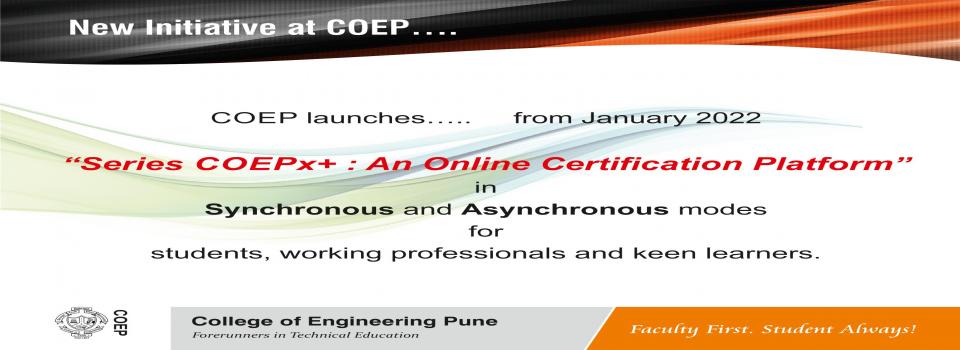 New Initiative at COEP....
COEP launches..... from January 2022
“Series COEPx+ : An Online Certification Platform”
in
Synchronous and Asynchronous modes
for
students, working professionals and keen learners.
COEP
College of Engineering Pune
Forerunners in Technical Education
Faculty First. Student Always!